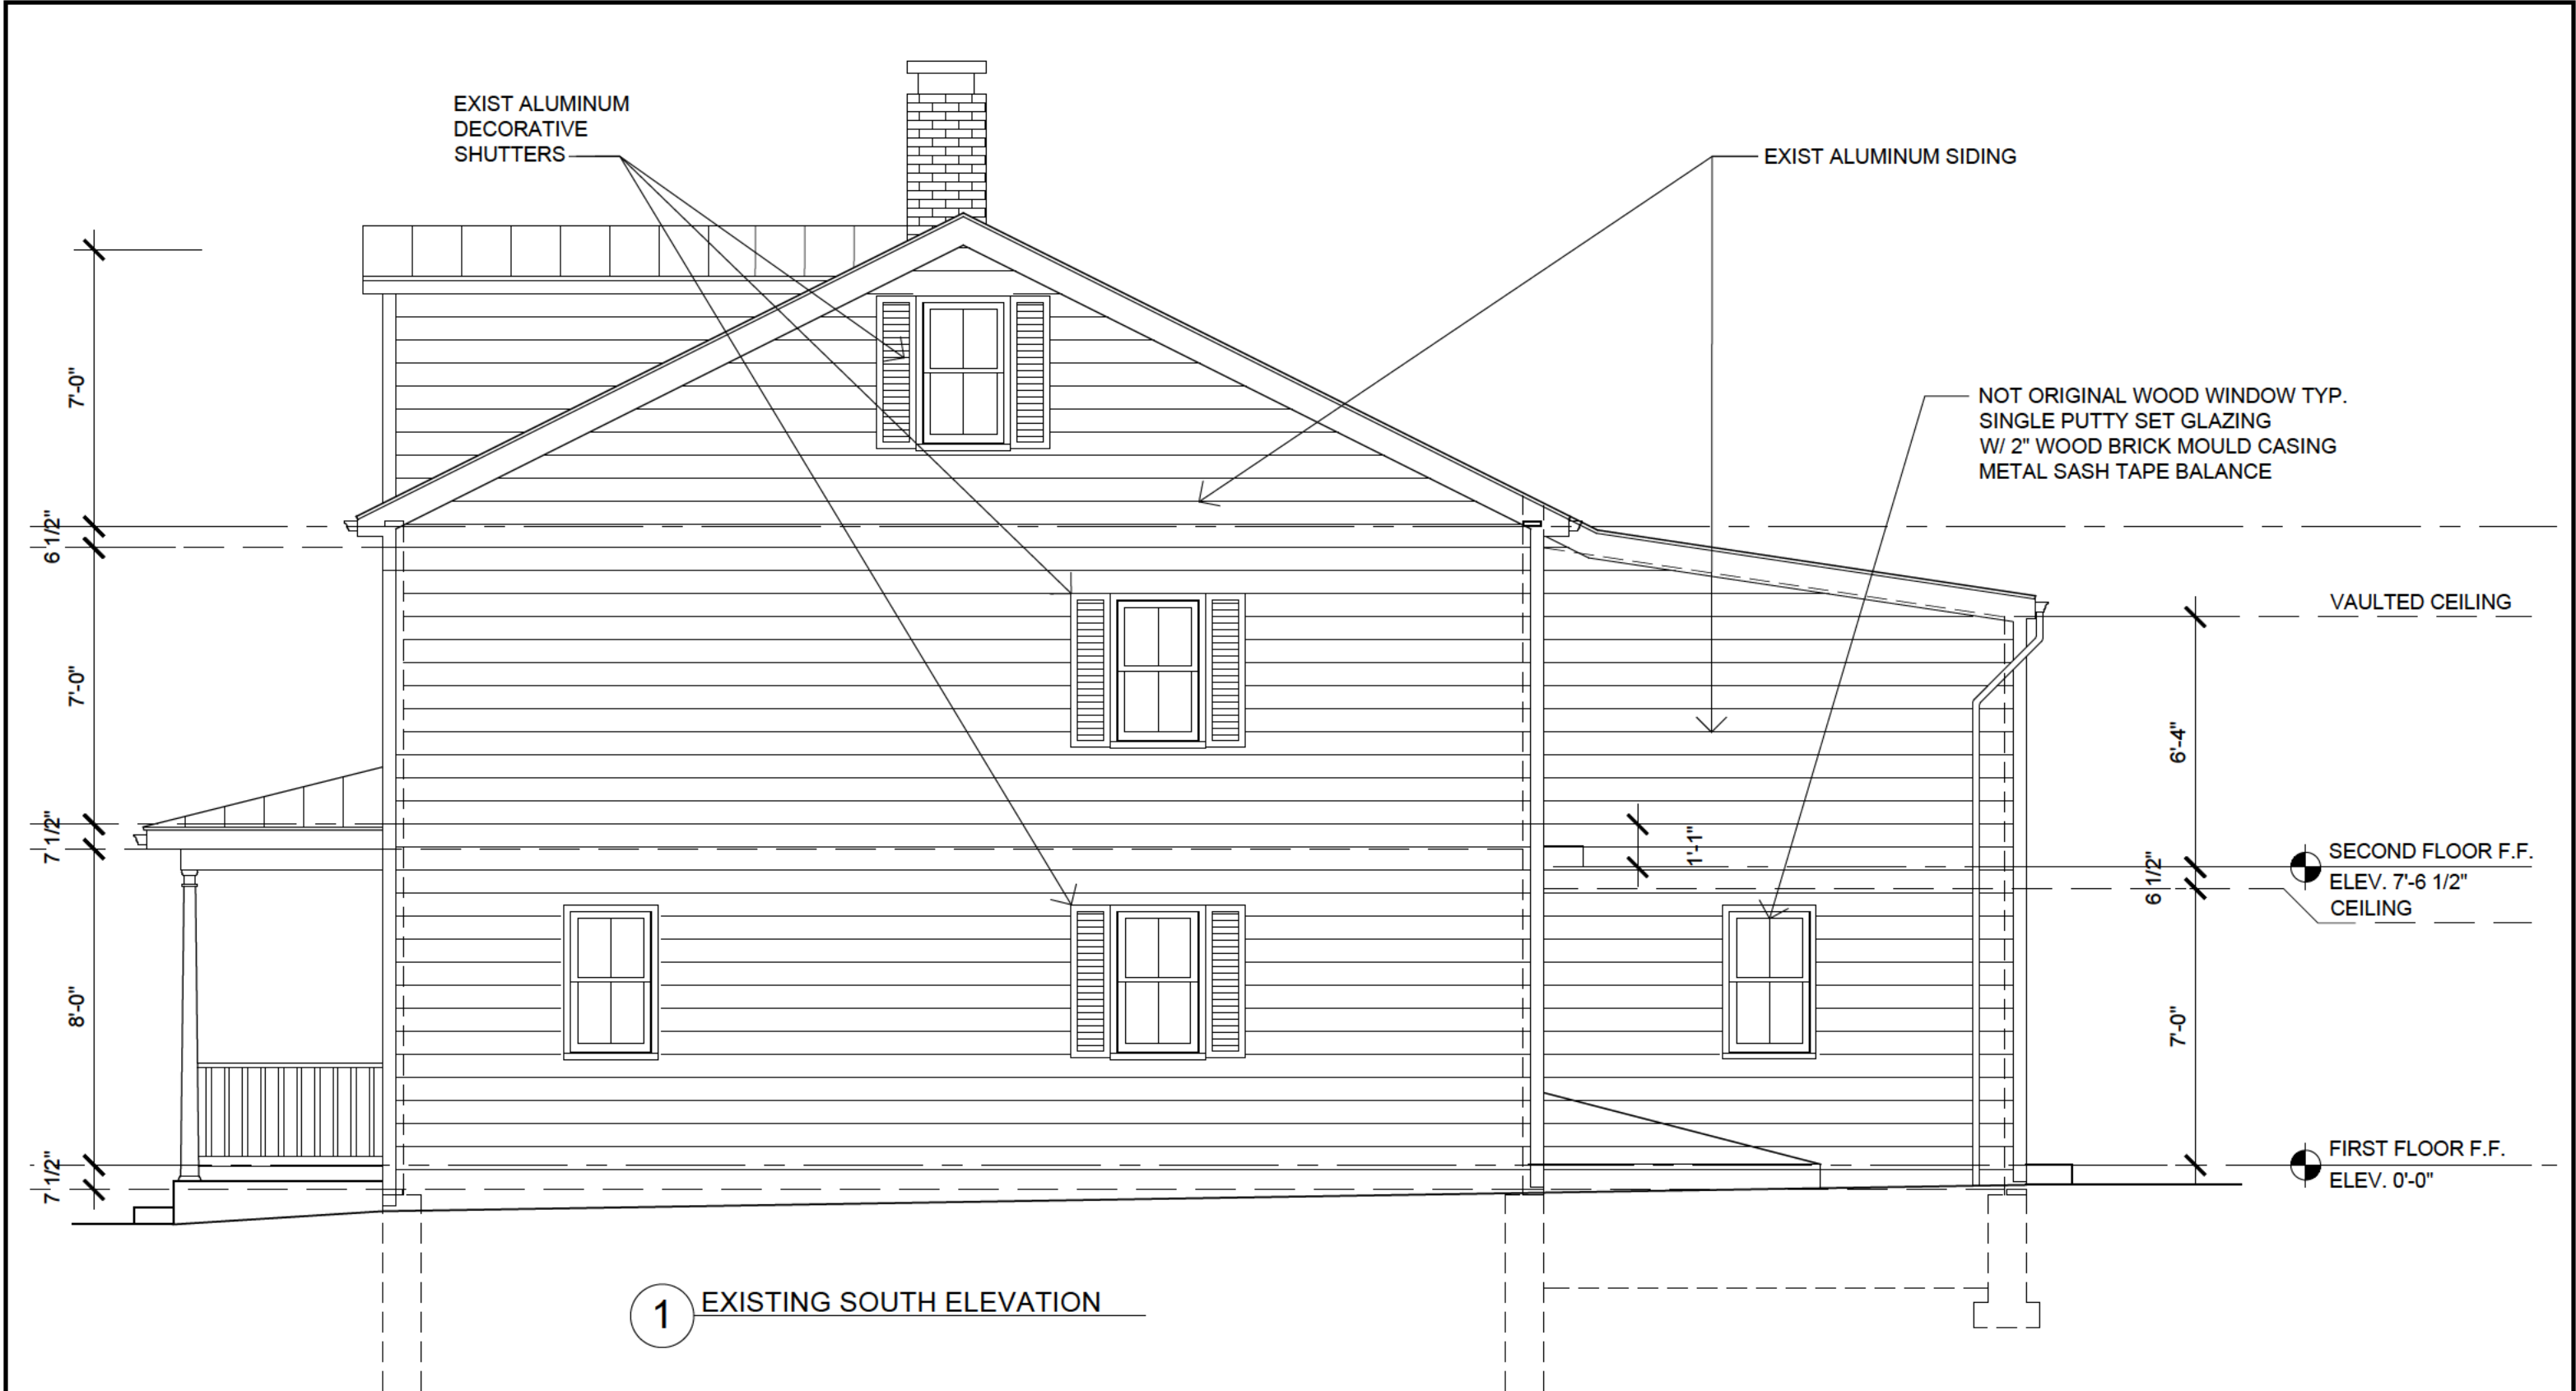 EXIST ALUMINUM
DECORATIVE
SHUTTERS
EXIST ALUMINUM SIDING
NOT ORIGINAL WOOD WINDOW TYP.
SINGLE PUTTY SET GLAZING
W/ 2" WOOD BRICK MOULD CASING
METAL SASH TAPE BALANCE
7'-0"
6 1/2"
7'-0"
7 1/2"
8'-0"
7 1/2"
VAULTED CEILING
6'-4"
1'-1"
6 1/2"
7'-0"
SECOND FLOOR F.F.
ELEV. 7'-6 1/2"
CEILING
FIRST FLOOR F.F.
ELEV. 0'-0"
1 EXISTING SOUTH ELEVATION